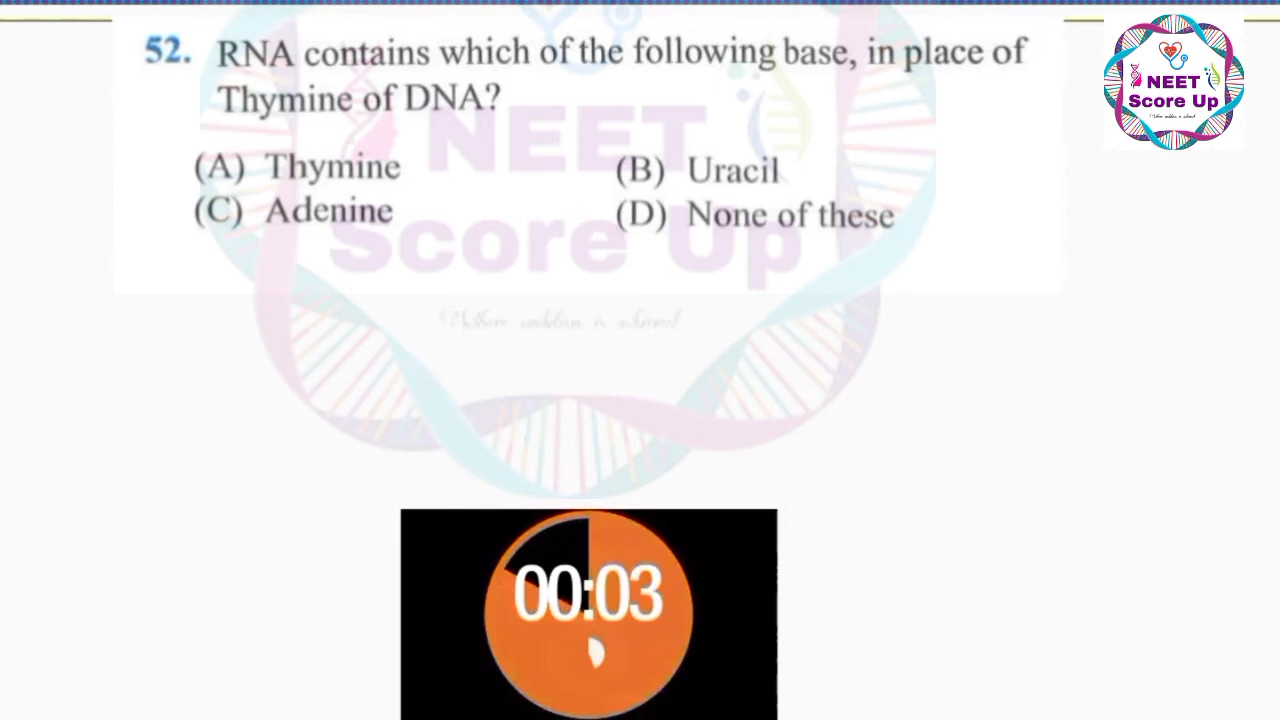 52. RNA contains which of the following base, in place of
Thymine of DNA?
(A) Thymine
(B) Uracil
(C) Adenine
(D) None of these
NEET
Score Up
NEET
Score Up
00:03